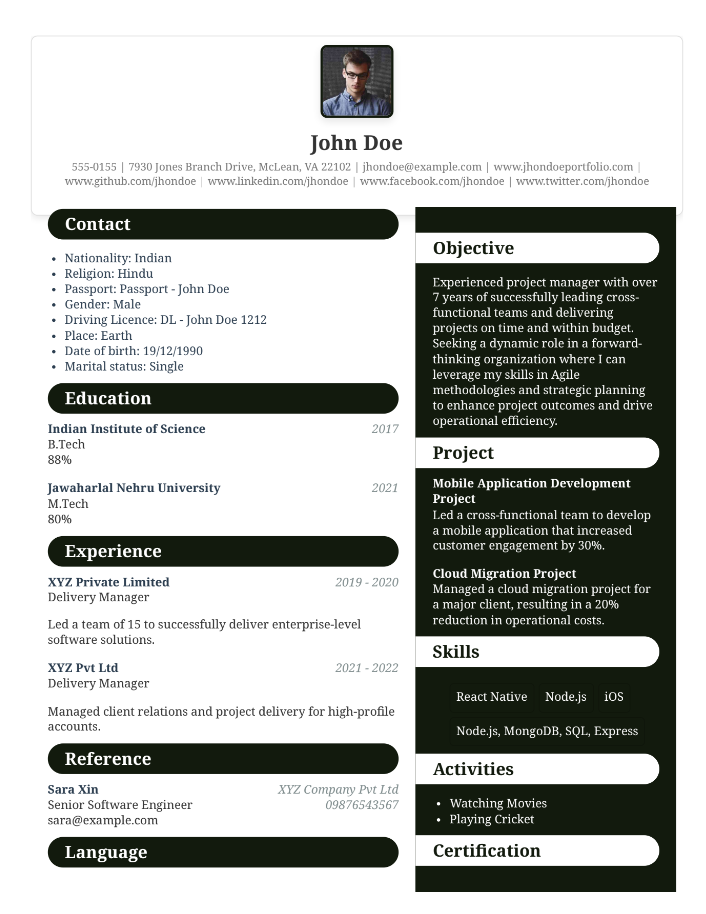 John Doe
555-0155 | 7930 Jones Branch Drive, McLean, VA 22102 | jhondoe@example.com | www.jhondoeportfolio.com |
www.github.com/jhondoe | www.linkedin.com/jhondoe | www.facebook.com/jhondoe | www.twitter.com/jhondoe
Contact
• Nationality: Indian
• Religion: Hindu
• Passport: Passport - John Doe
• Gender: Male
• Driving Licence: DL - John Doe 1212
• Place: Earth
• Date of birth: 19/12/1990
• Marital status: Single
Education
Indian Institute of Science 2017
B.Tech
88%
Jawaharlal Nehru University 2021
M.Tech
80%
Experience
XYZ Private Limited 2019 - 2020
Delivery Manager
Led a team of 15 to successfully deliver enterprise-level
software solutions.
XYZ Pvt Ltd 2021 - 2022
Delivery Manager
Managed client relations and project delivery for high-profile
accounts.
Reference
Sara Xin XYZ Company Pvt Ltd
Senior Software Engineer 09876543567
sara@example.com
Language
Objective
Experienced project manager with over
7 years of successfully leading cross-
functional teams and delivering
projects on time and within budget.
Seeking a dynamic role in a forward-
thinking organization where I can
leverage my skills in Agile
methodologies and strategic planning
to enhance project outcomes and drive
operational efficiency.
Project
Mobile Application Development
Project
Led a cross-functional team to develop
a mobile application that increased
customer engagement by 30%.
Cloud Migration Project
Managed a cloud migration project for
a major client, resulting in a 20%
reduction in operational costs.
Skills
React Native Node.js iOS
Node.js, MongoDB, SQL, Express
Activities
• Watching Movies
• Playing Cricket
Certification